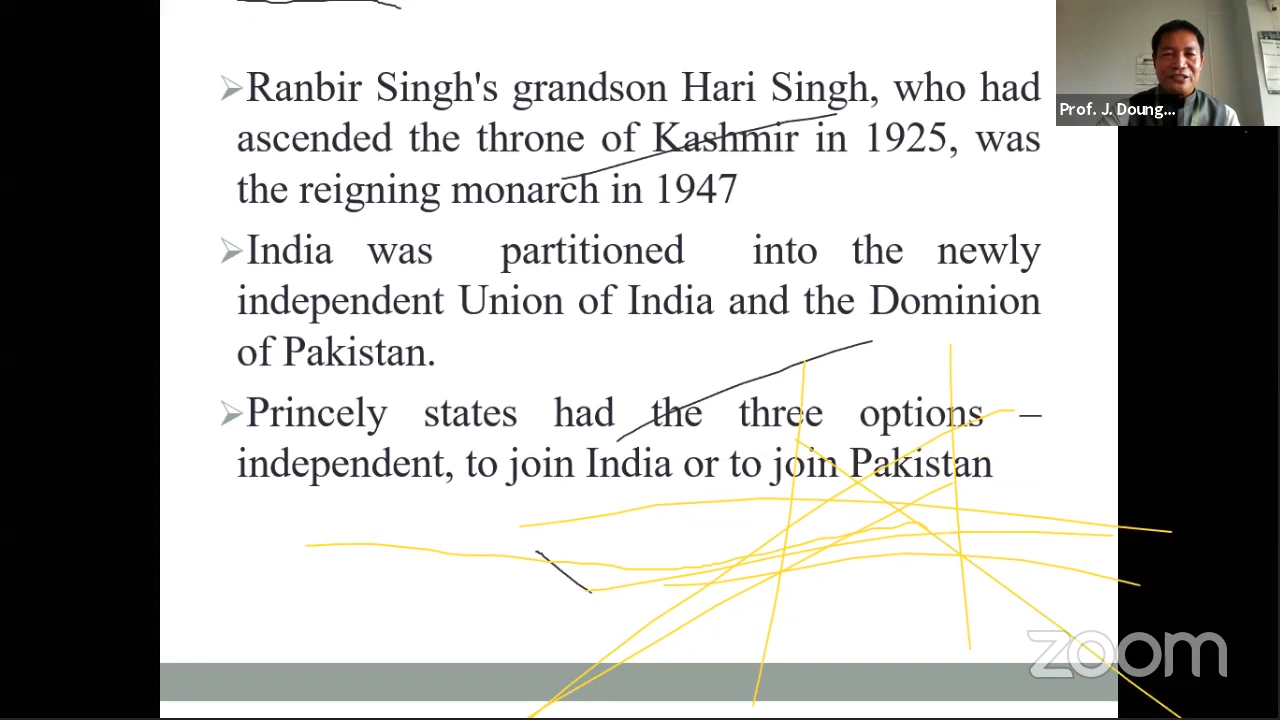 Ranbir Singh's grandson Hari Singh, who had
ascended the throne of Kashmir in 1925, was
the reigning monarch in 1947
India was partitioned into the newly
independent Union of India and the Dominion
of Pakistan.
Princely states had the three options –
independent, to join India or to join Pakistan
Prof. J. Doung...
zoom